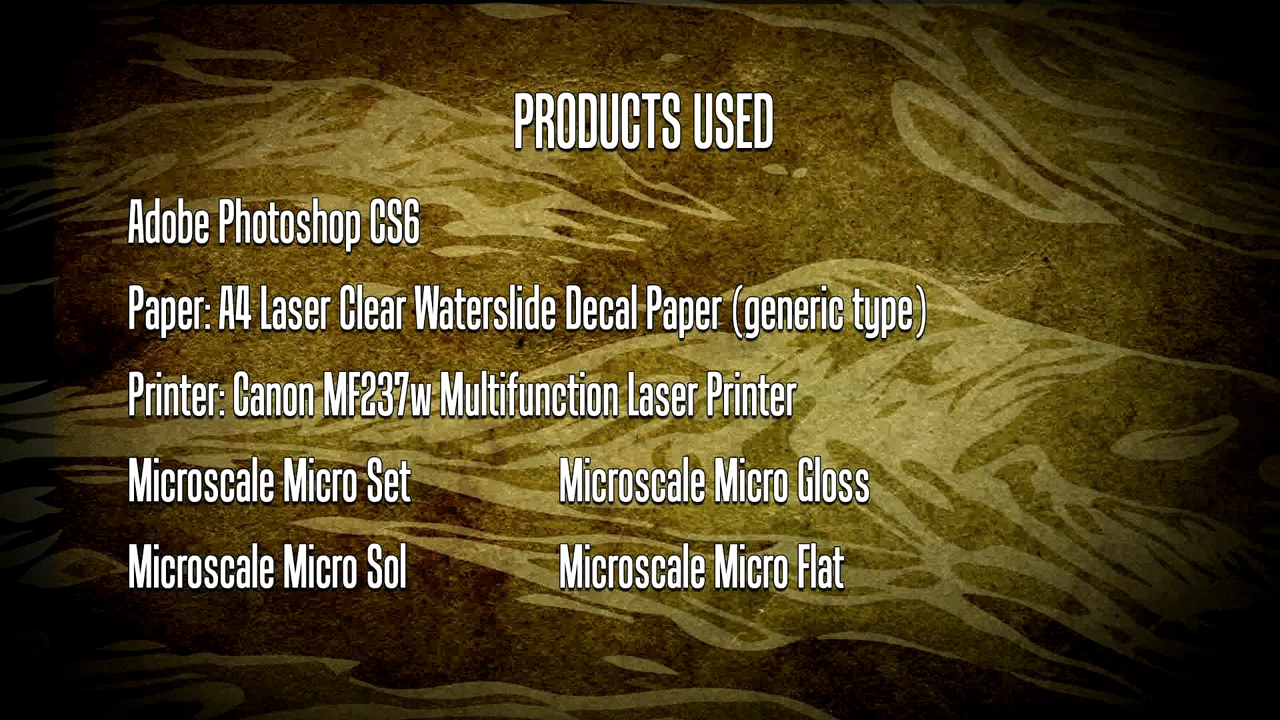 PRODUCTS USED
Adobe Photoshop CS6
Paper: A4 Laser Clear Waterslide Decal Paper (generic type)
Printer: Canon MF237w Multifunction Laser Printer
Microscale Micro Set Microscale Micro Gloss
Microscale Micro Sol Microscale Micro Flat